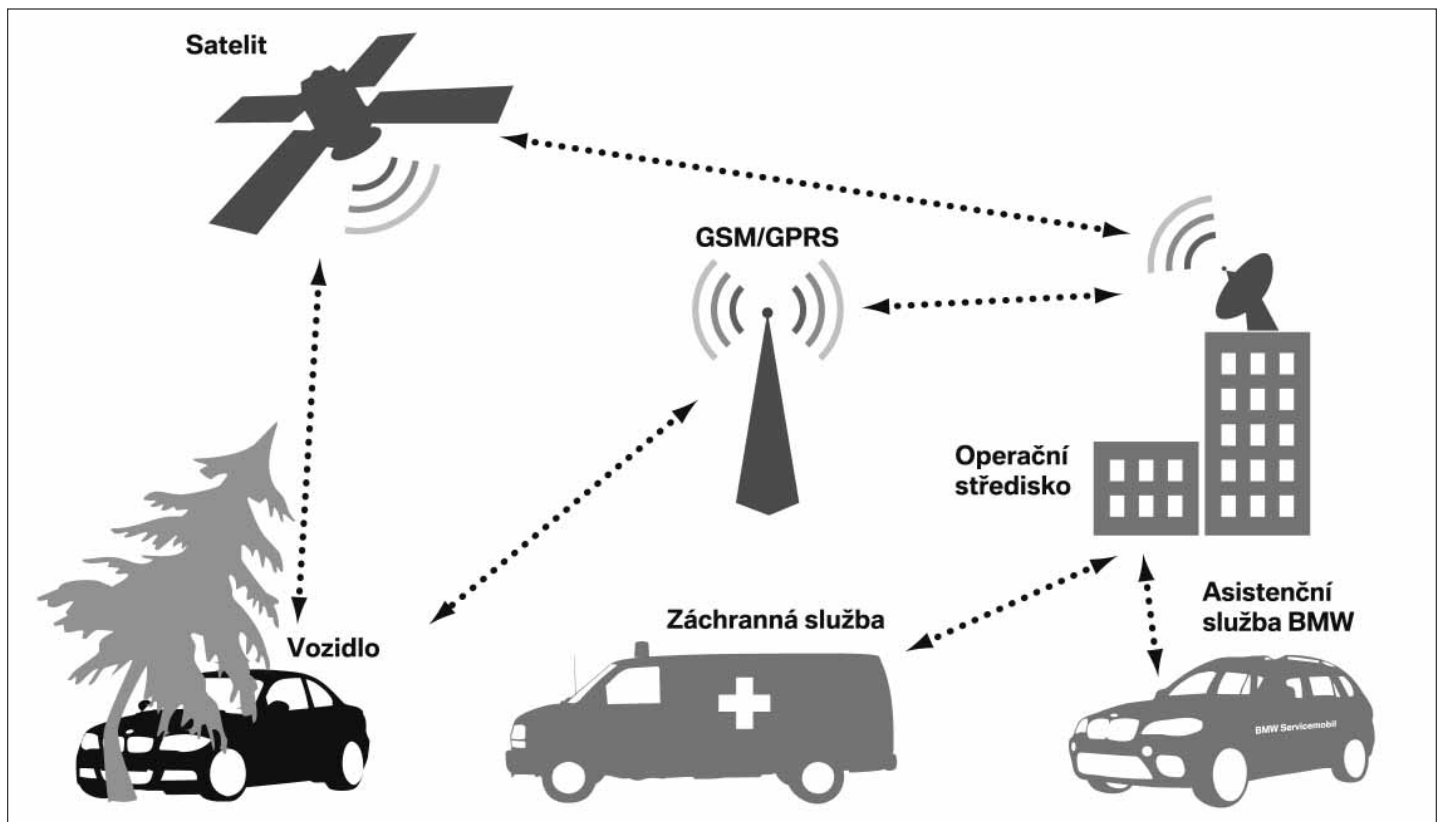 Satelit
GSM/GPRS
Operační
středisko
Vozidlo
Záchranná služba
Asistenční
služba BMW
BMW Servicemobil